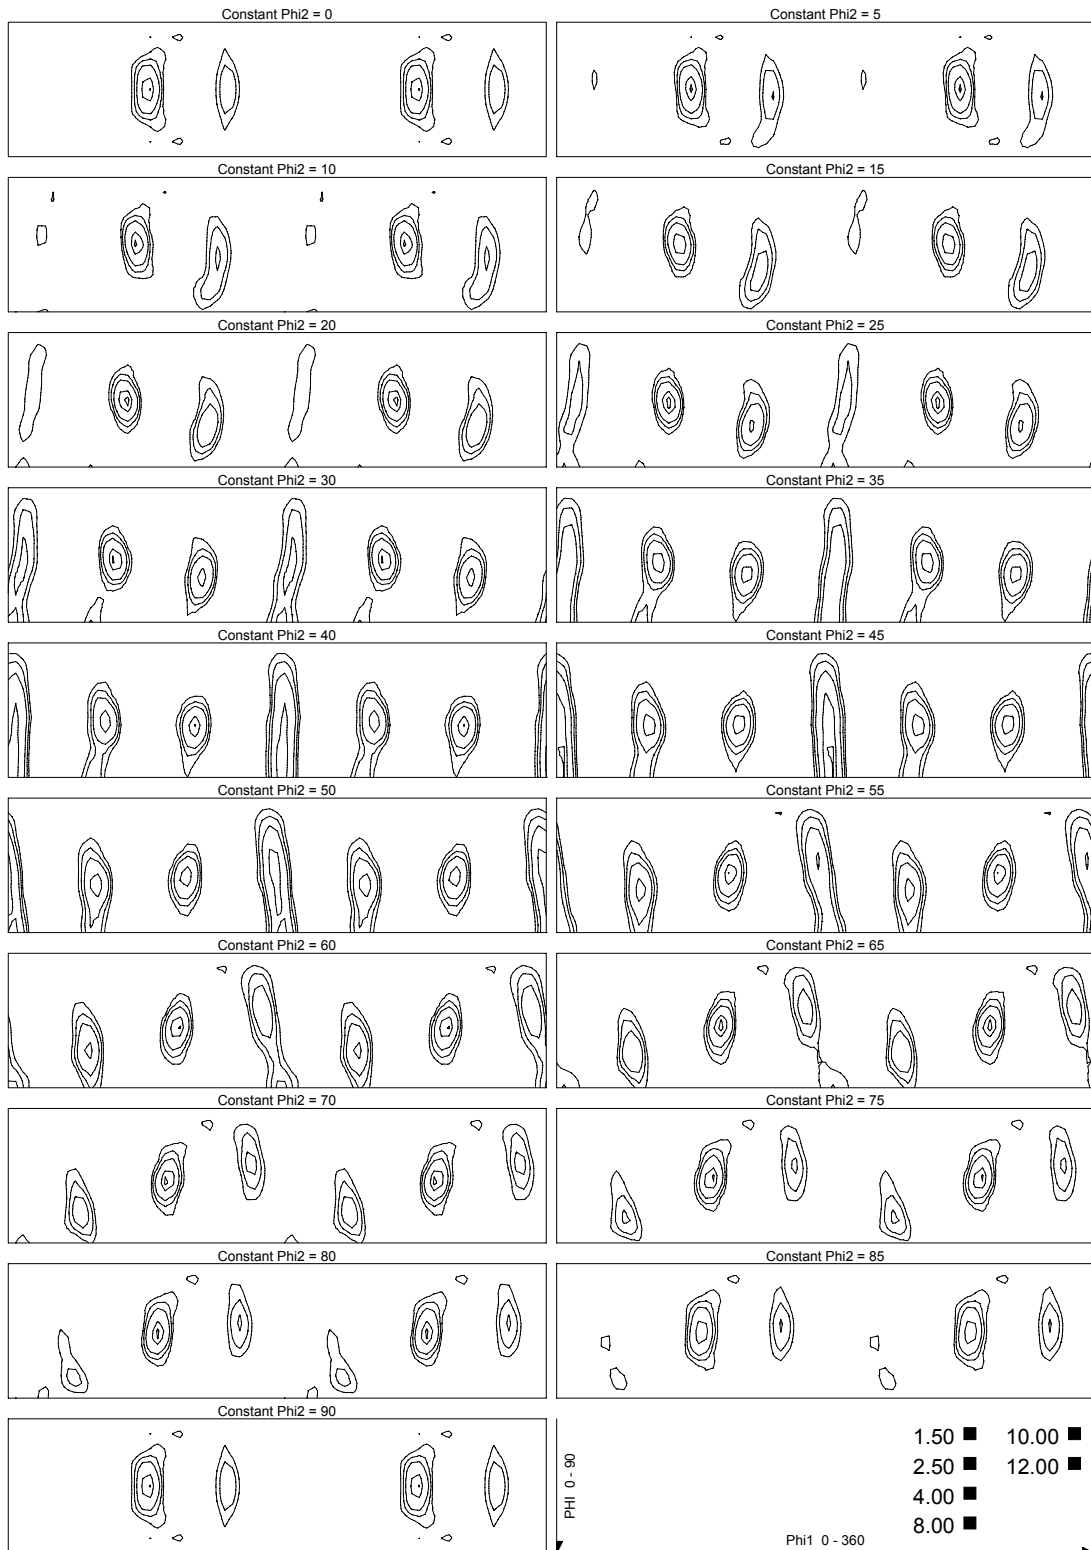 Constant Phi2 = 0
Constant Phi2 = 5
Constant Phi2 = 10
Constant Phi2 = 15
Constant Phi2 = 20
Constant Phi2 = 25
Constant Phi2 = 30
Constant Phi2 = 35
Constant Phi2 = 40
Constant Phi2 = 45
Constant Phi2 = 50
Constant Phi2 = 55
Constant Phi2 = 60
Constant Phi2 = 65
Constant Phi2 = 70
Constant Phi2 = 75
Constant Phi2 = 80
Constant Phi2 = 85
Constant Phi2 = 90
PHI 0 - 90
Phi1 0 - 360
1.50
2.50
4.00
8.00
10.00
12.00